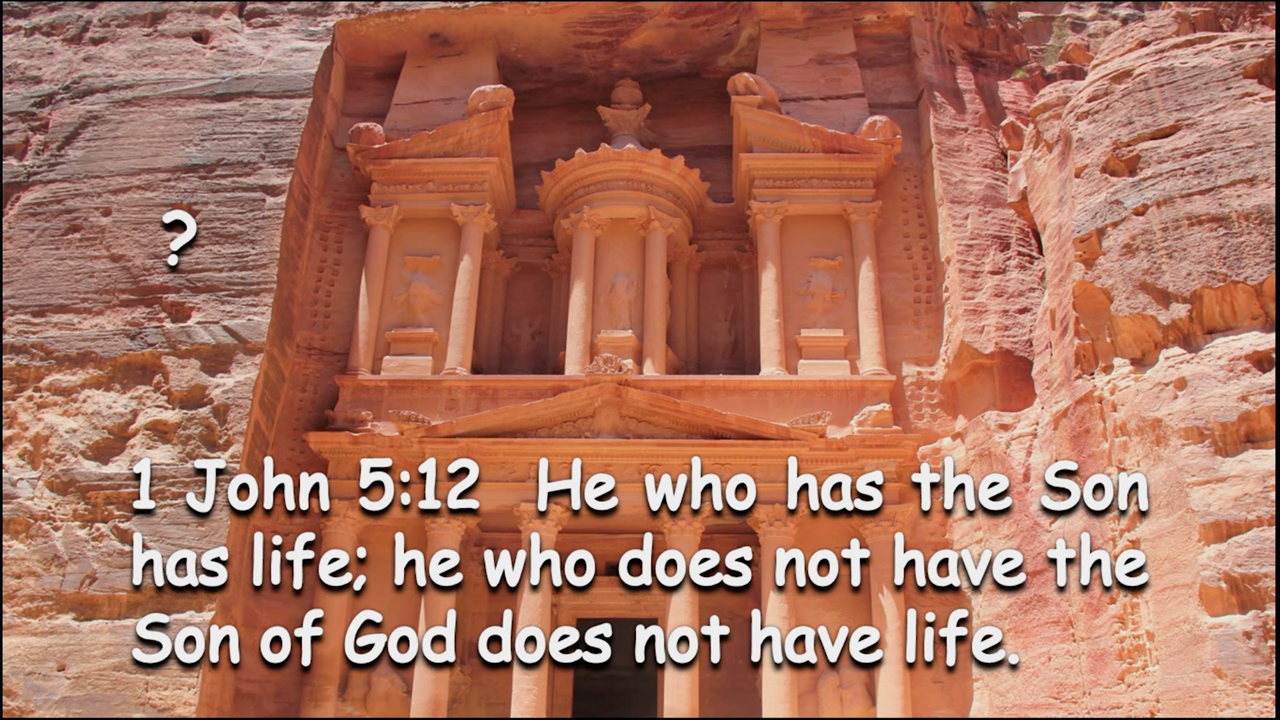 ?
1 John 5:12  He who has the Son
has life; he who does not have the
Son of God does not have life.